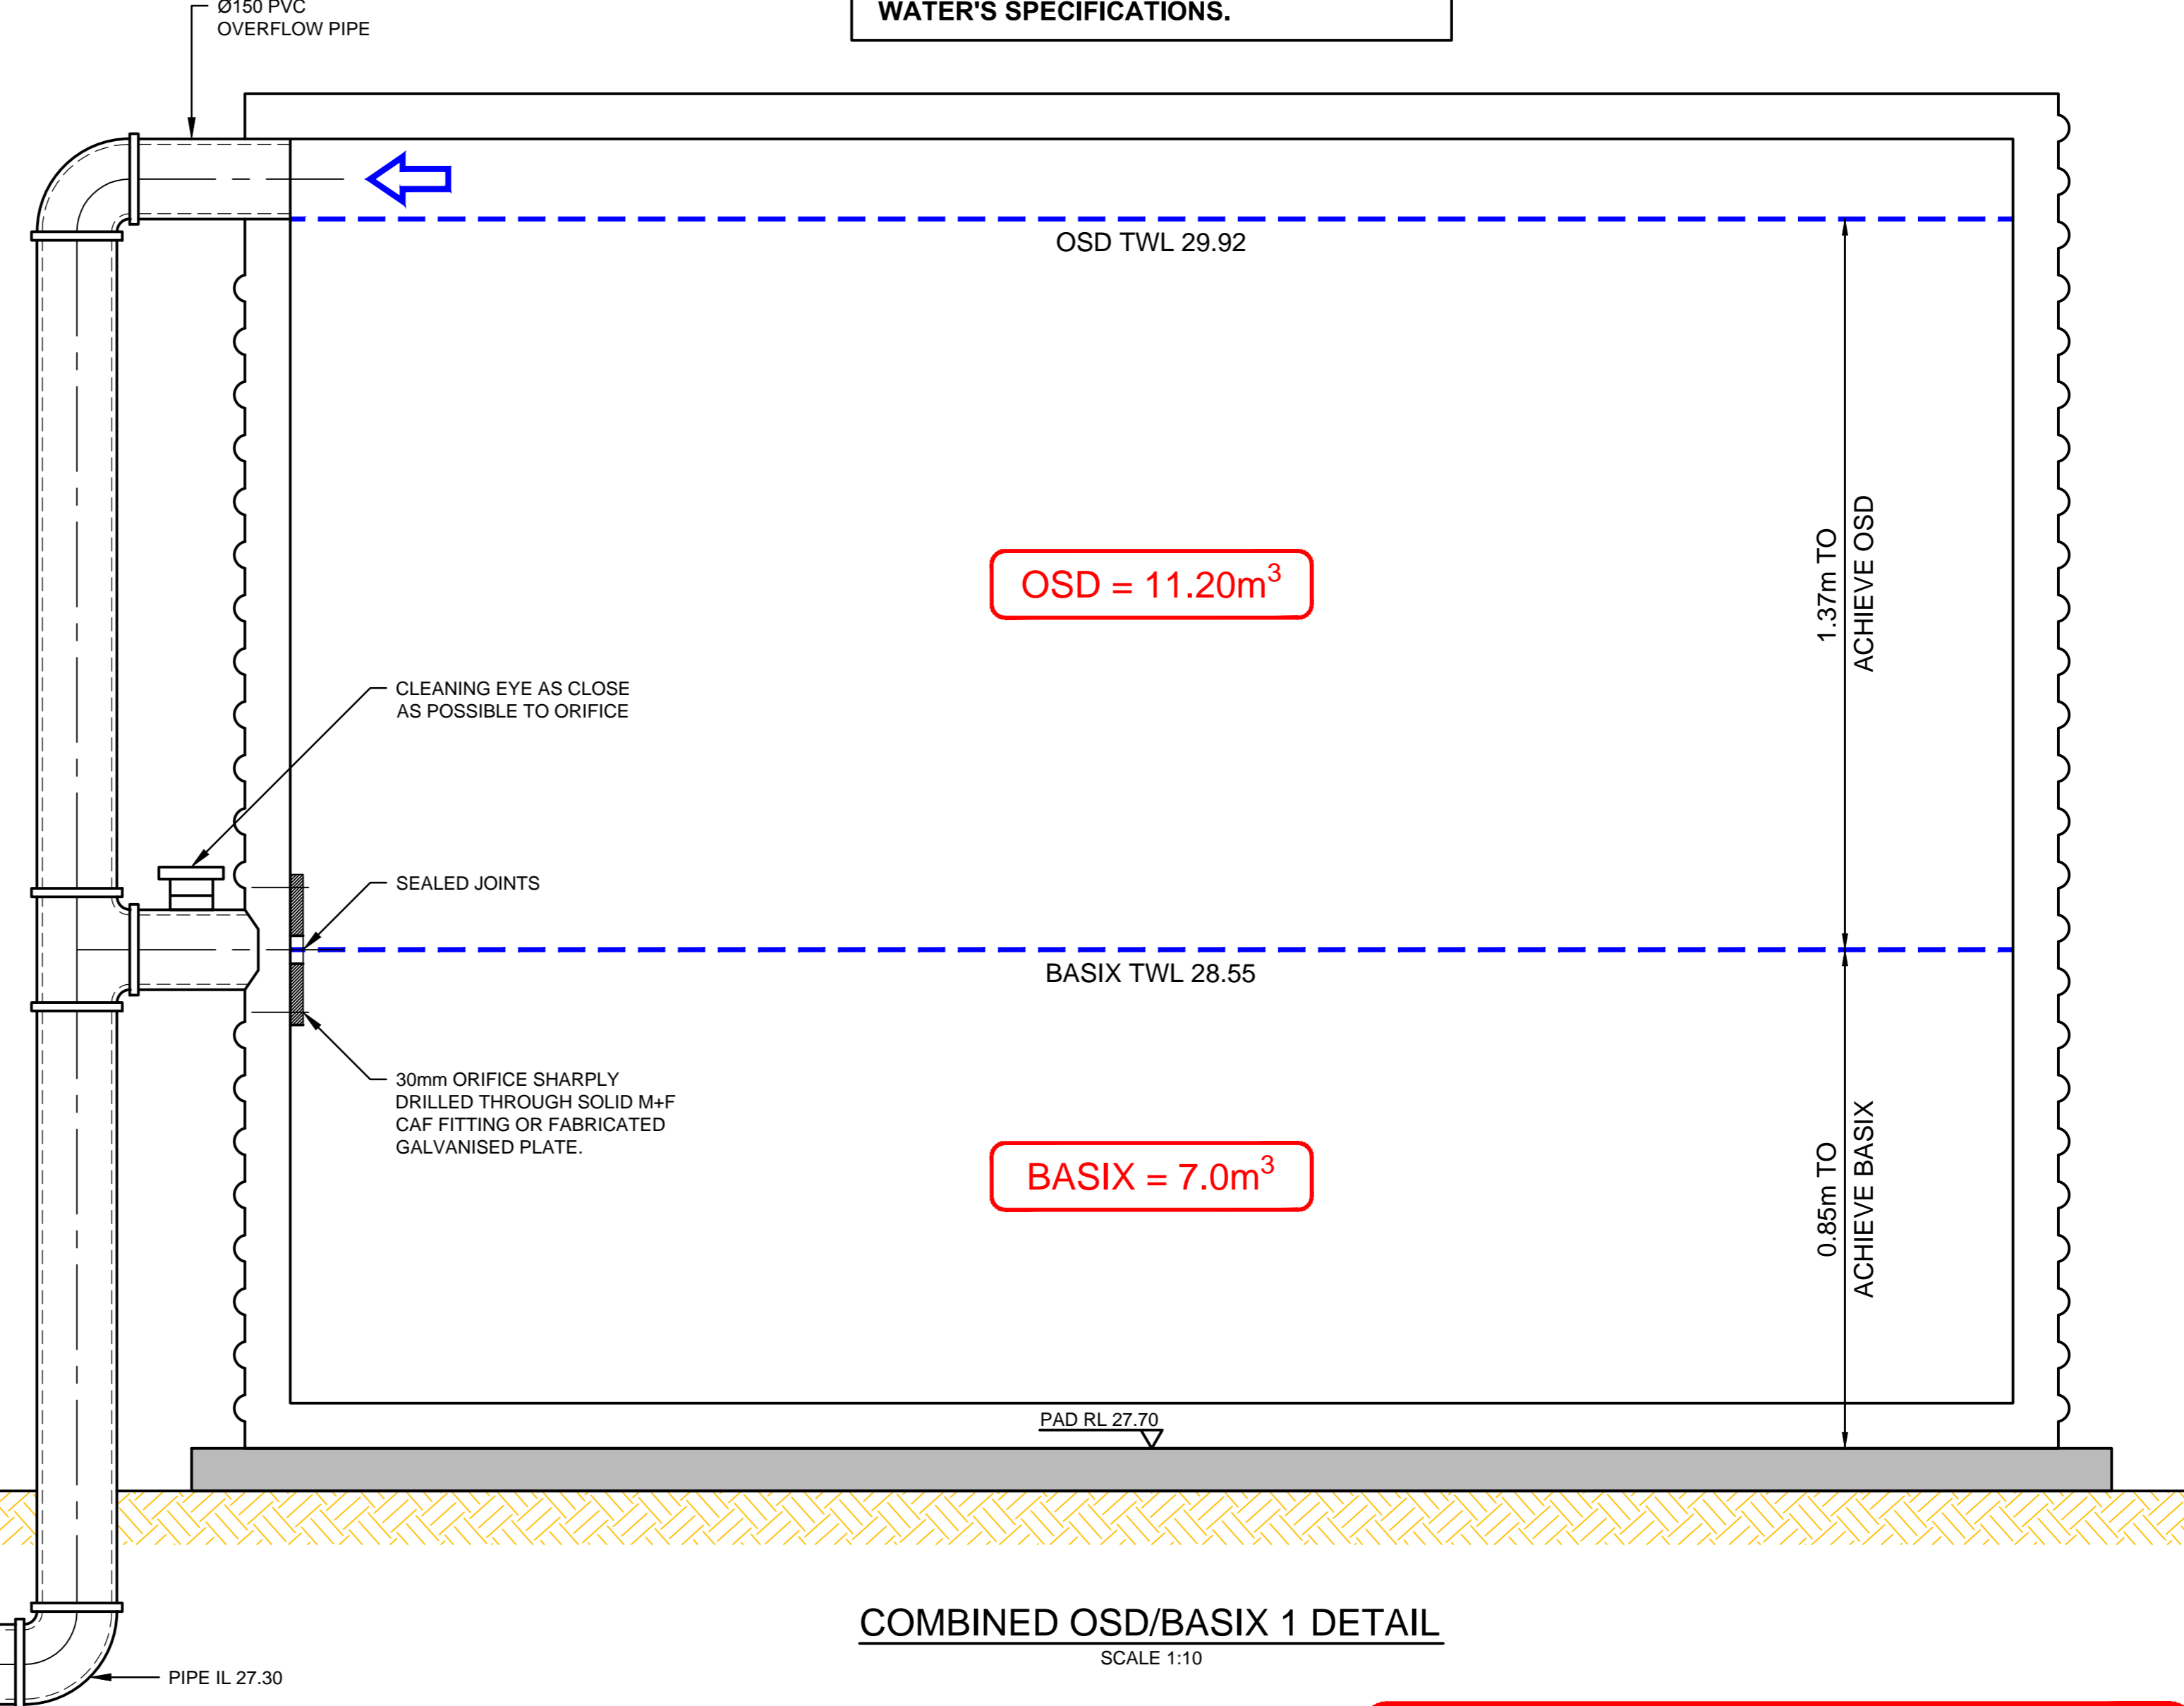 Ø150 PVC
OVERFLOW PIPE
WATER'S SPECIFICATIONS.
OSD TWL 29.92
OSD = 11.20m³
1.37m TO
ACHIEVE OSD
CLEANING EYE AS CLOSE
AS POSSIBLE TO ORIFICE
SEALED JOINTS
BASIX TWL 28.55
30mm ORIFICE SHARPLY
DRILLED THROUGH SOLID M+F
CAF FITTING OR FABRICATED
GALVANISED PLATE.
BASIX = 7.0m³
0.85m TO
ACHIEVE BASIX
PAD RL 27.70
COMBINED OSD/BASIX 1 DETAIL
SCALE 1:10
PIPE IL 27.30